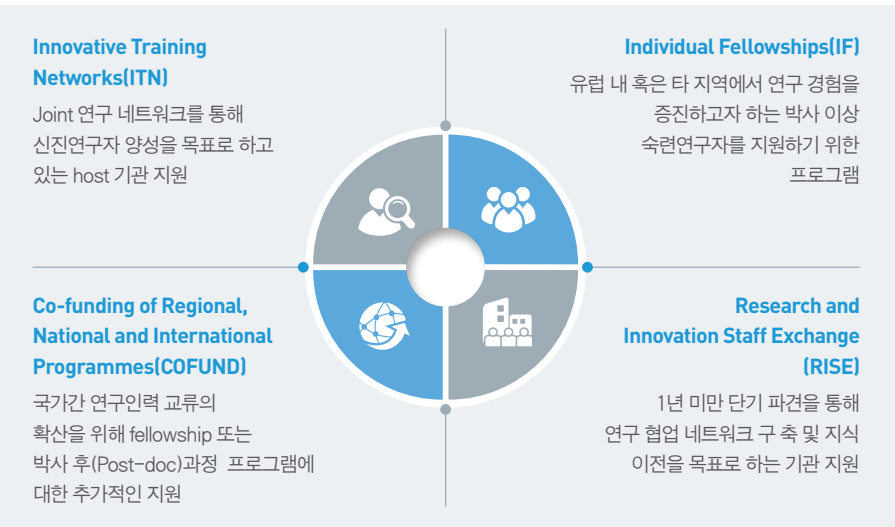 Innovative Training
Networks(ITN)
Joint 연구 네트워크를 통해
신진연구자 양성을 목표로 하고
있는 host 기관 지원
Individual Fellowships(IF)
유럽 내 혹은 타 지역에서 연구 경험을
증진하고자 하는 박사 이상
숙련연구자를 지원하기 위한
프로그램
Co-funding of Regional,
National and International
Programmes(COFUND)
국가간 연구인력 교류의
확산을 위해 fellowship 또는
박사 후(Post-doc)과정 프로그램에
대한 추가적인 지원
Research and
Innovation Staff Exchange
(RISE)
1년 미만 단기 파견을 통해
연구 협업 네트워크 구 축 및 지식
이전을 목표로 하는 기관 지원